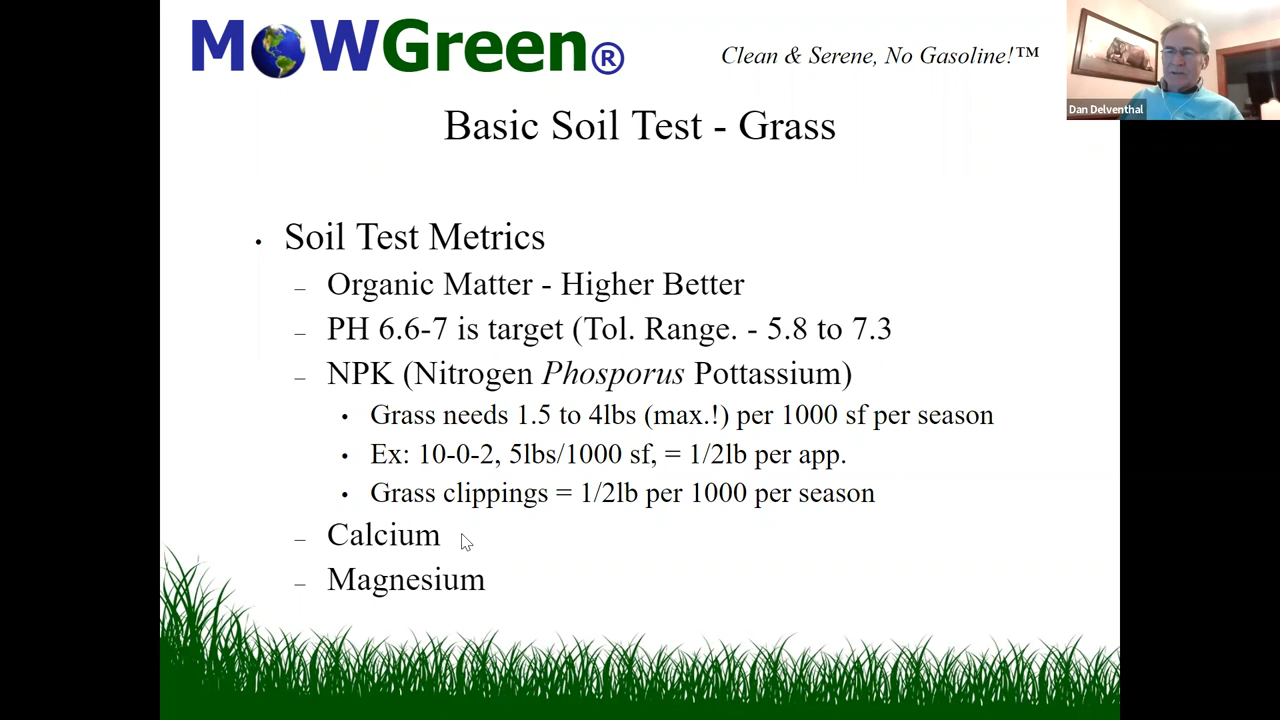 MOWGreen®
Clean & Serene, No Gasoline!™
Dan Delventhal
Basic Soil Test - Grass
• Soil Test Metrics
– Organic Matter - Higher Better
– PH 6.6-7 is target (Tol. Range. - 5.8 to 7.3
– NPK (Nitrogen Phosporus Pottassium)
• Grass needs 1.5 to 4lbs (max.!) per 1000 sf per season
• Ex: 10-0-2, 5lbs/1000 sf, = 1/2lb per app.
• Grass clippings = 1/2lb per 1000 per season
– Calcium
– Magnesium